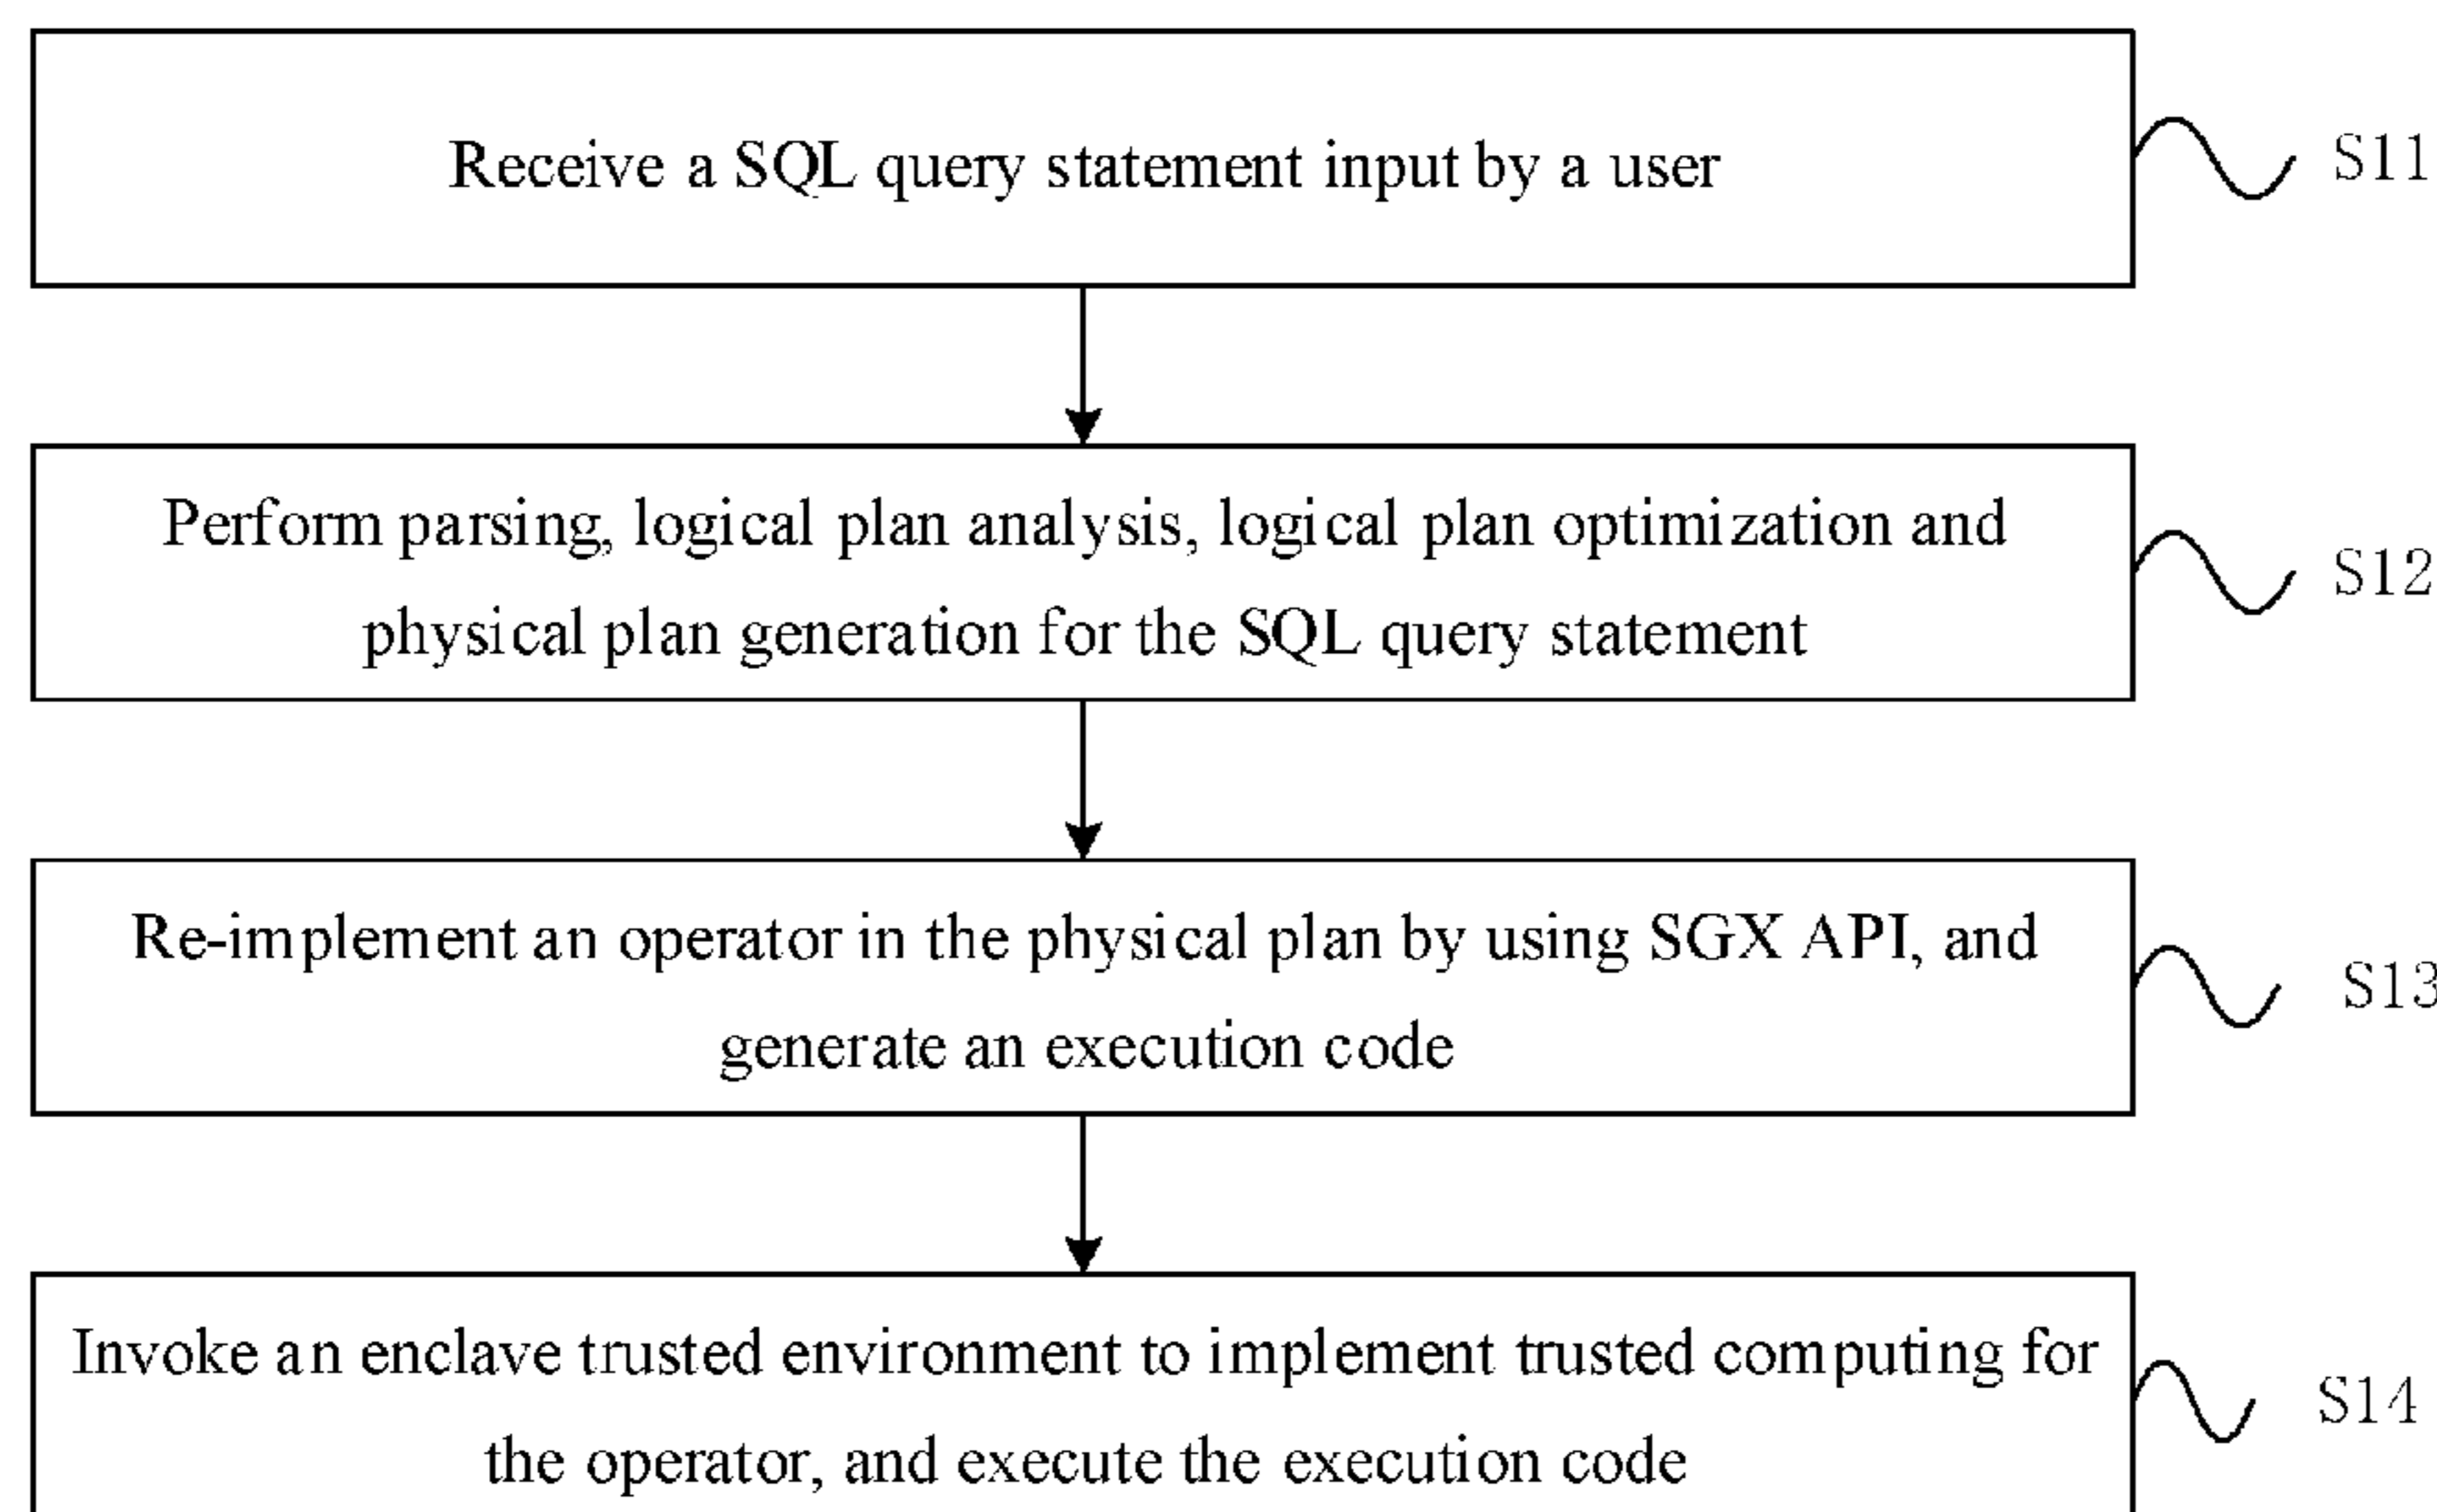 Receive a SQL query statement input by a user
S11
Perform parsing, logical plan analysis, logical plan optimization and
physical plan generation for the SQL query statement
S12
Re-implement an operator in the physical plan by using SGX API, and
generate an execution code
S13
Invoke an enclave trusted environment to implement trusted computing for
the operator, and execute the execution code
S14